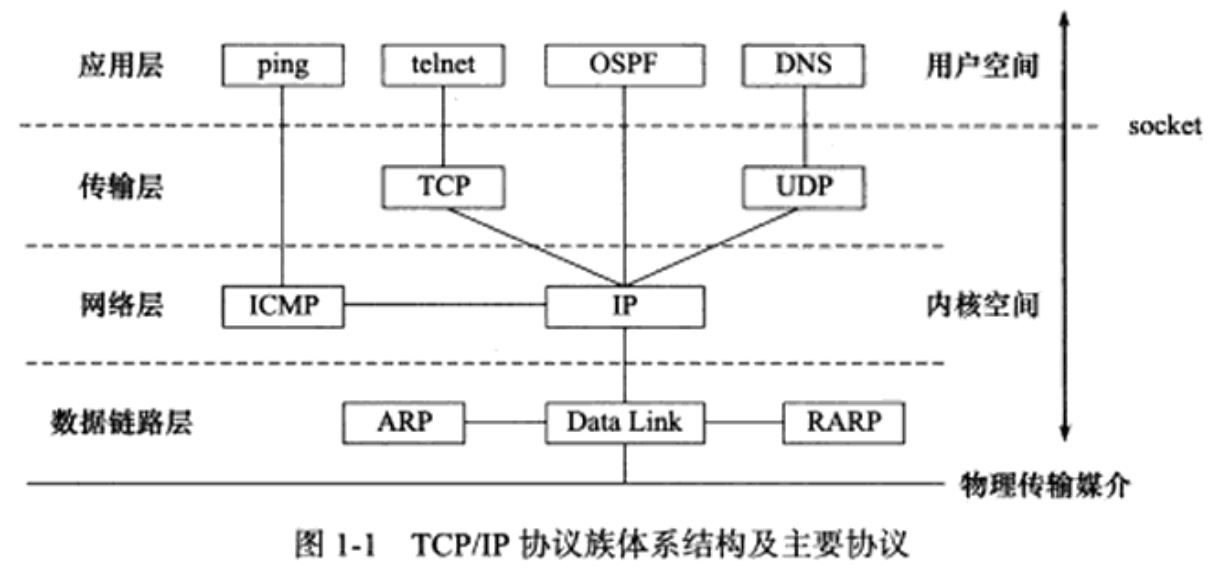 应用层 ping telnet OSPF DNS 用户空间
socket
传输层 TCP UDP
网络层 ICMP IP 内核空间
数据链路层 ARP Data Link RARP
物理传输媒介
图 1-1 TCP/IP 协议族体系结构及主要协议